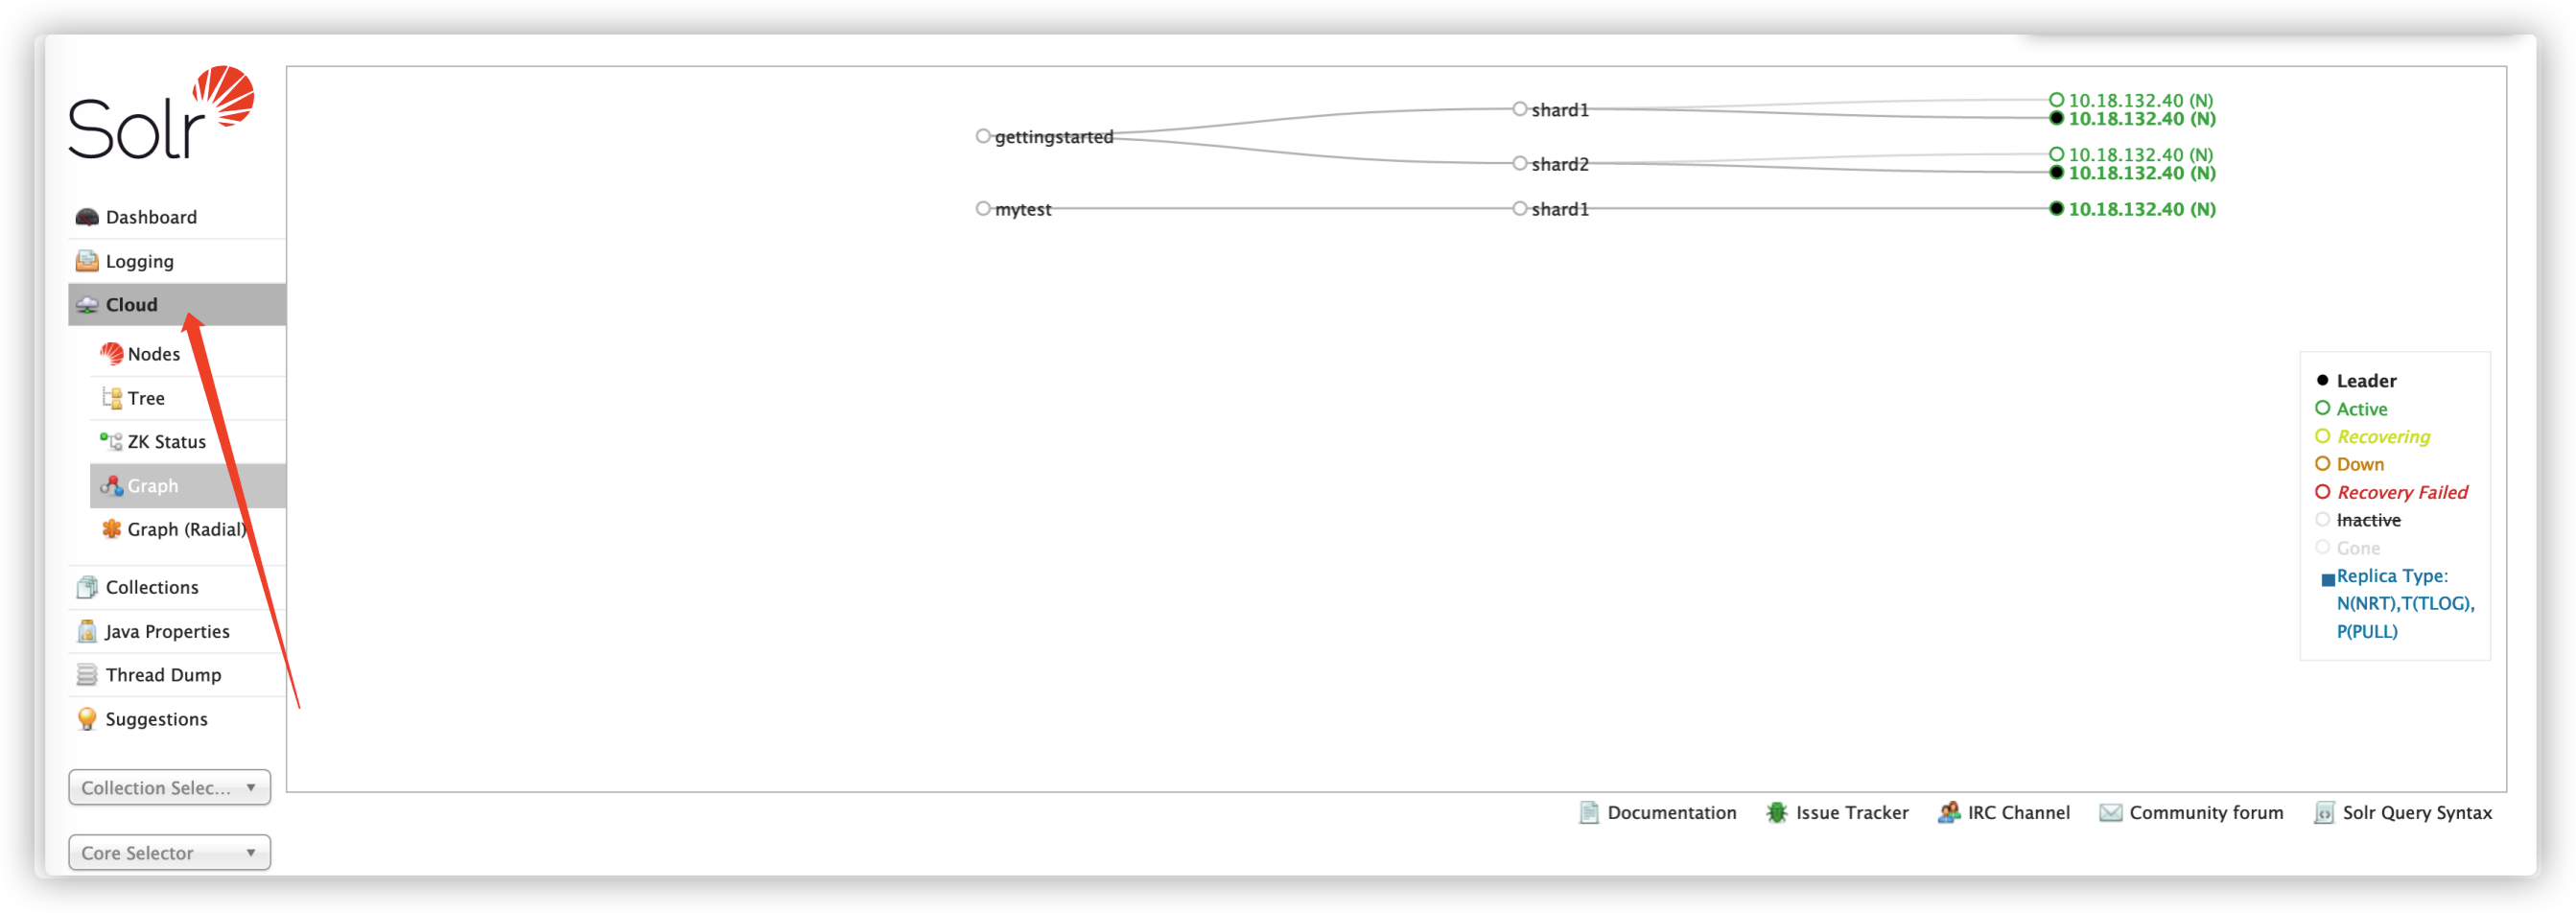 Solr
Dashboard
Logging
Cloud
Nodes
Tree
ZK Status
Graph
Graph (Radial)
Collections
Java Properties
Thread Dump
Suggestions
Collection Selec...
Core Selector
gettingstarted
shard1
10.18.132.40 (N)
10.18.132.40 (N)
shard2
10.18.132.40 (N)
10.18.132.40 (N)
mytest
shard1
10.18.132.40 (N)
Leader
Active
Recovering
Down
Recovery Failed
Inactive
Gone
Replica Type:
N(NRT),T(TLOG),
P(PULL)
Documentation
Issue Tracker
IRC Channel
Community forum
Solr Query Syntax